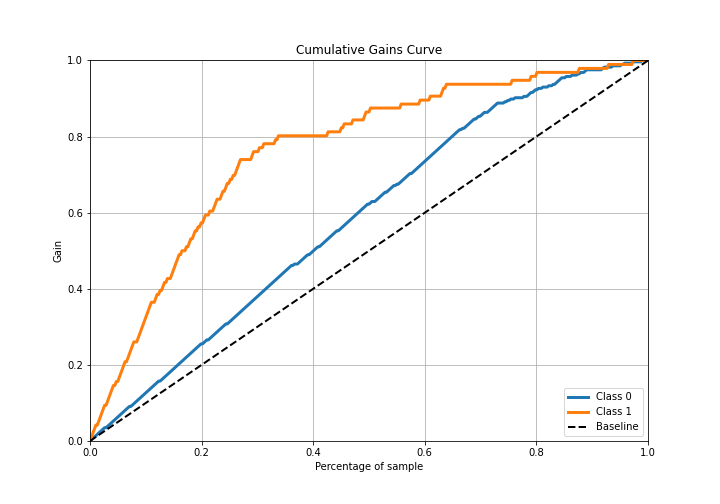 Cumulative Gains Curve
1.0
0.8
0.6
0.4
0.2
0.0
Gain
0.0 0.2 0.4 0.6 0.8 1.0
Percentage of sample
Class 0
Class 1
Baseline